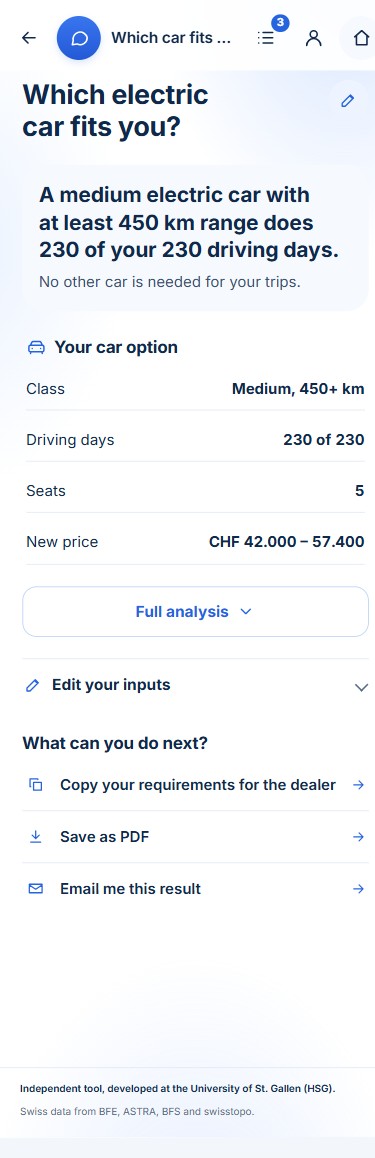 Which car fits ...
3
Which electric
car fits you?
A medium electric car with
at least 450 km range does
230 of your 230 driving days.
No other car is needed for your trips.
Your car option
Class Medium, 450+ km
Driving days 230 of 230
Seats 5
New price CHF 42.000 – 57.400
Full analysis
Edit your inputs
What can you do next?
Copy your requirements for the dealer
Save as PDF
Email me this result
Independent tool, developed at the University of St. Gallen (HSG).
Swiss data from BFE, ASTRA, BFS and swisstopo.